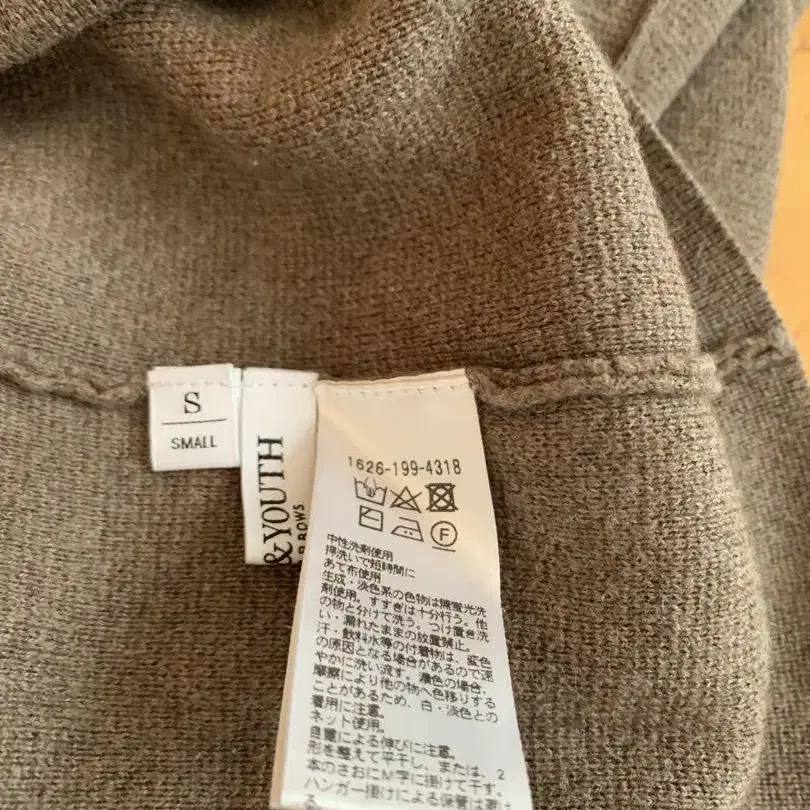 S
SMALL
&YOUTH
ROWS
1626-199-4318
F
中性洗剤使用
押洗いで短時間に
あて布使用
生成・淡色系の色物は無蛍光洗
剤使用。すすぎは十分行う。他
の物と分けて洗う。つけ置き洗
い・濡れたままの放置禁止。
汗・飲料水等の付着物は、変色
の原因となる場合があるので速
やかに洗い流す。濃色の場合、
摩擦により他の物へ色移りする
ことがあるため、白・淡色との
着用に注意。
ネット使用。
自重による伸びに注意。
形を整えて平干し、または、2
本のさおにM字に掛けて干す。
ハンガー掛けによる保管は避け